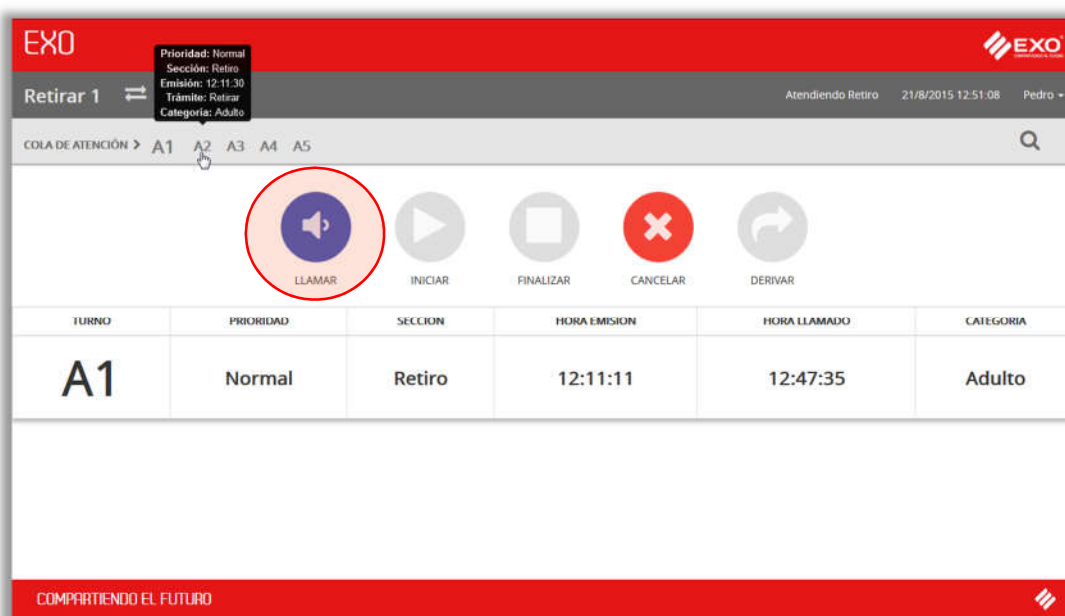 EXO
EXO
Prioridad: Normal
Sección: Retiro
Emisión: 12:11:30
Trámite: Retirar
Categoría: Adulto
Retirar 1
Atendiendo Retiro 21/8/2015 12:51:08 Pedro
COLA DE ATENCIÓN > A1 A2 A3 A4 A5
LLAMAR INICIAR FINALIZAR CANCELAR DERIVAR
TURNO PRIORIDAD SECCION HORA EMISION HORA LLAMADO CATEGORIA
A1 Normal Retiro 12:11:11 12:47:35 Adulto
COMPARTIENDO EL FUTURO